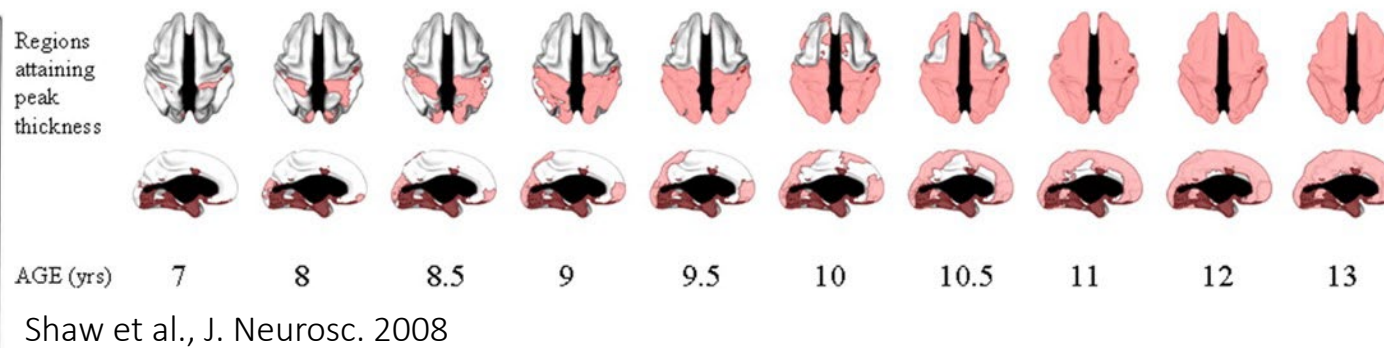 Regions
attaining
peak
thickness
AGE (yrs) 7 8 8.5 9 9.5 10 10.5 11 12 13
Shaw et al., J. Neurosc. 2008